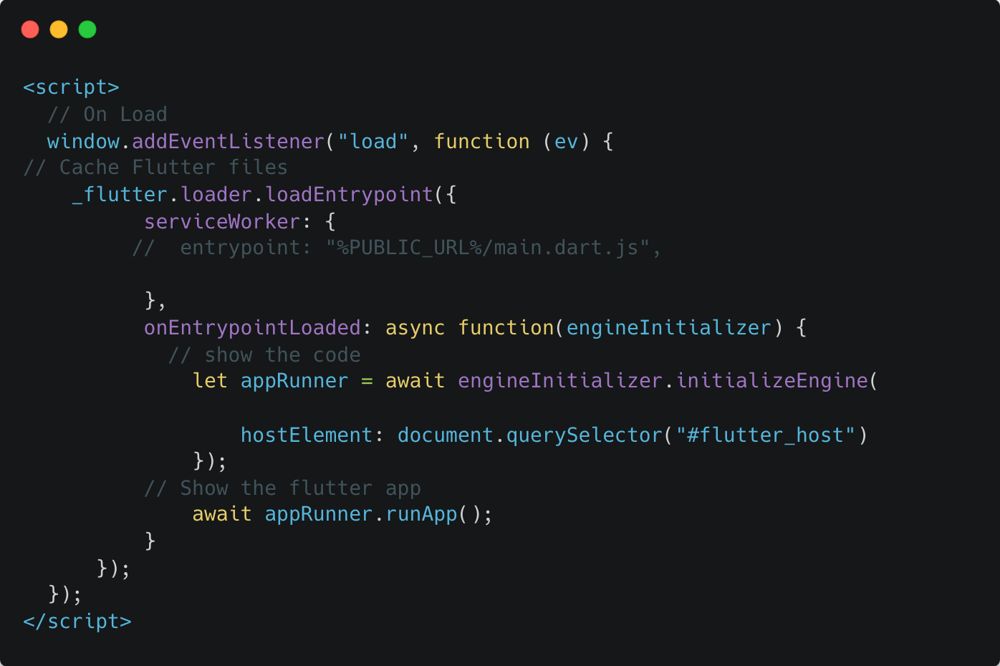 <script>
  // On Load
  window.addEventListener("load", function (ev) {
// Cache Flutter files
    _flutter.loader.loadEntrypoint({
          serviceWorker: {
         //  entrypoint: "%PUBLIC_URL%/main.dart.js",
          },
          onEntrypointLoaded: async function(engineInitializer) {
            // show the code
              let appRunner = await engineInitializer.initializeEngine(
                  hostElement: document.querySelector("#flutter_host")
              });
          // Show the flutter app
              await appRunner.runApp();
          }
      });
  });
</script>